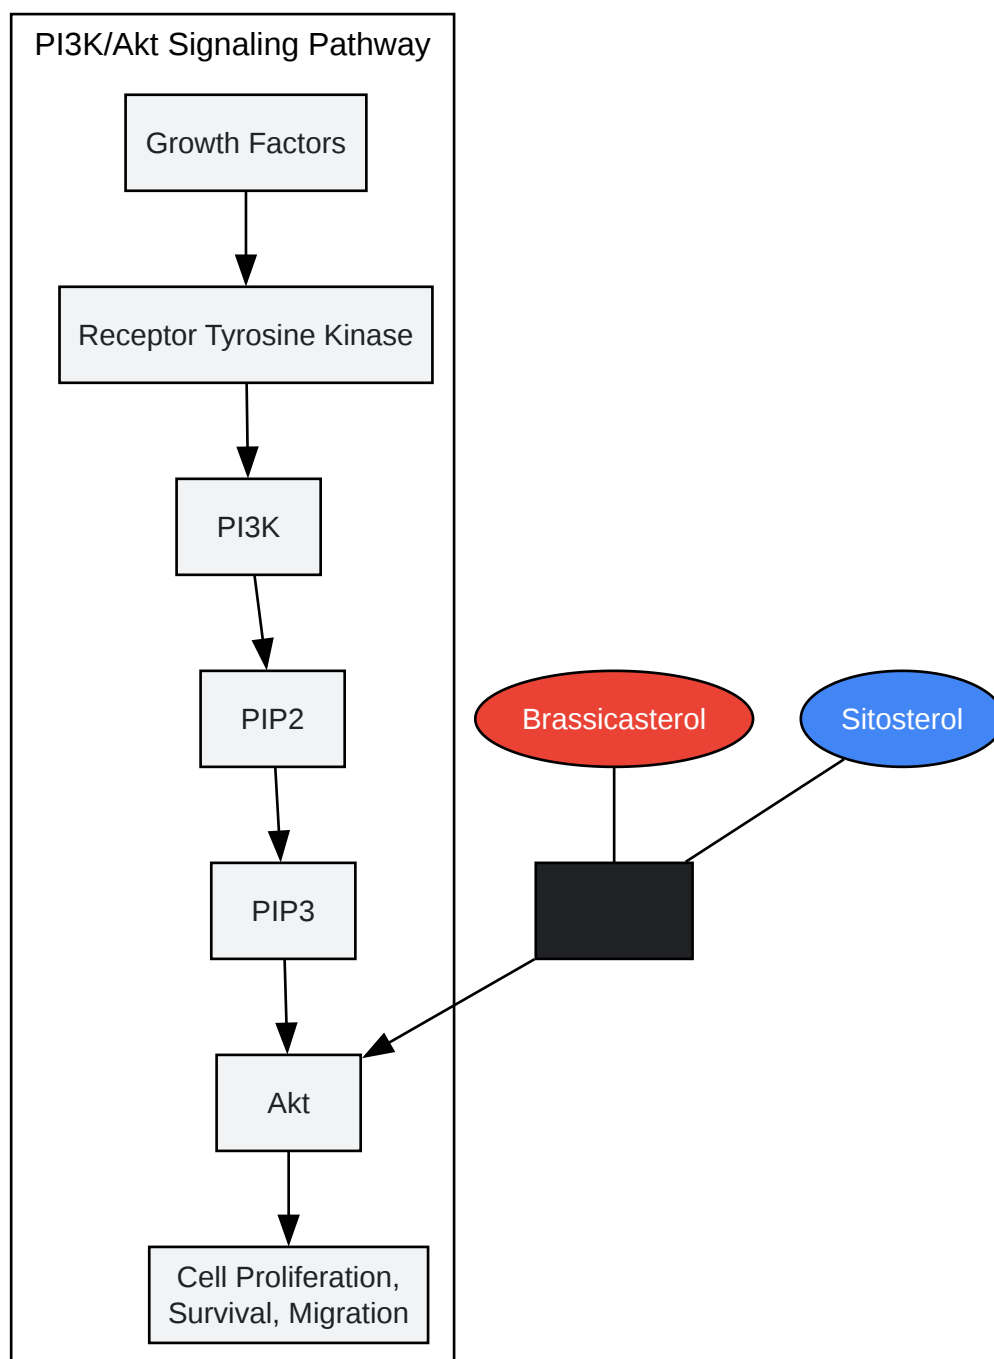 PI3K/Akt Signaling Pathway
Growth Factors
Receptor Tyrosine Kinase
PI3K
PIP2
Brassicasterol
Sitosterol
PIP3
Akt
Cell Proliferation,
Survival, Migration